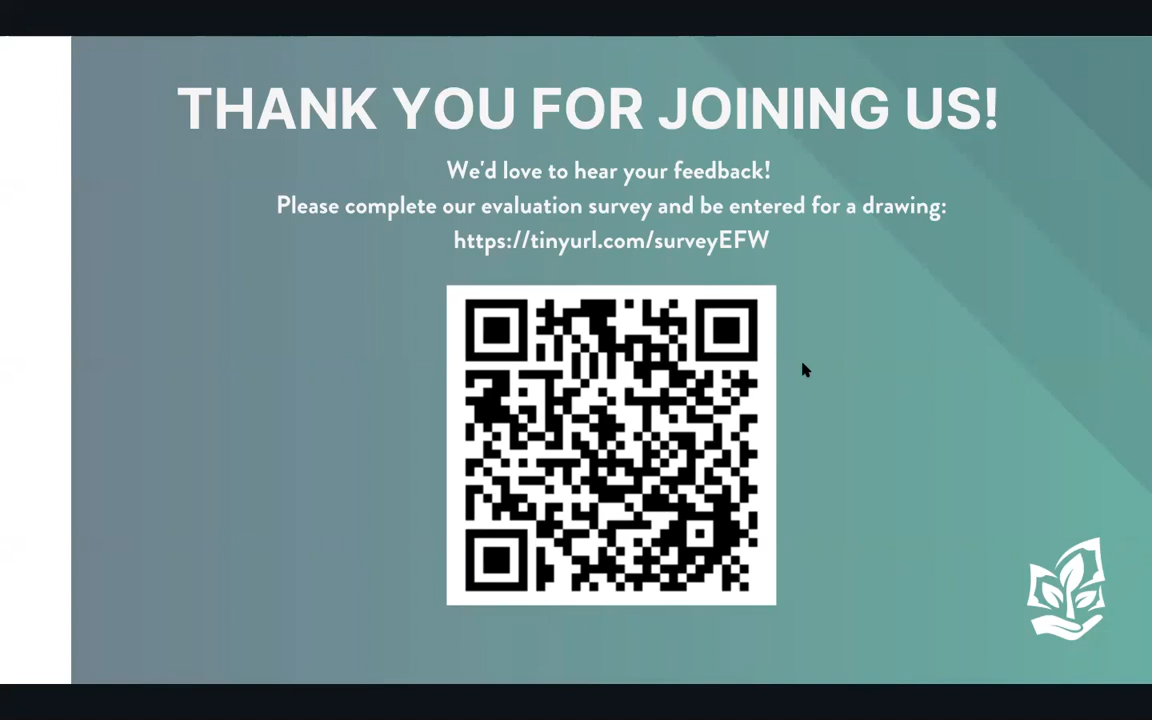 THANK YOU FOR JOINING US!
We'd love to hear your feedback!
Please complete our evaluation survey and be entered for a drawing:
https://tinyurl.com/surveyEFW